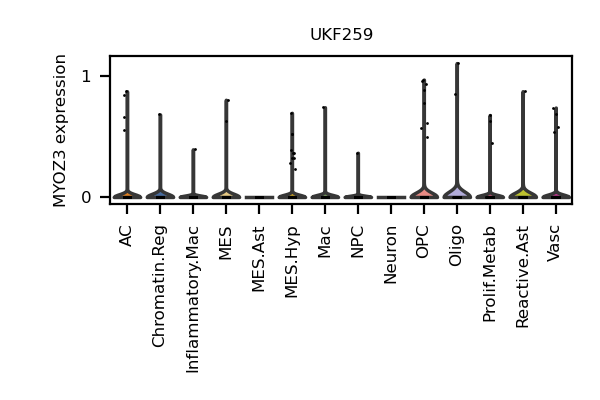 UKF259
MYOZ3 expression
1
0
AC
Chromatin.Reg
Inflammatory.Mac
MES
MES.Ast
MES.Hyp
Mac
NPC
Neuron
OPC
Oligo
Prolif.Metab
Reactive.Ast
Vasc